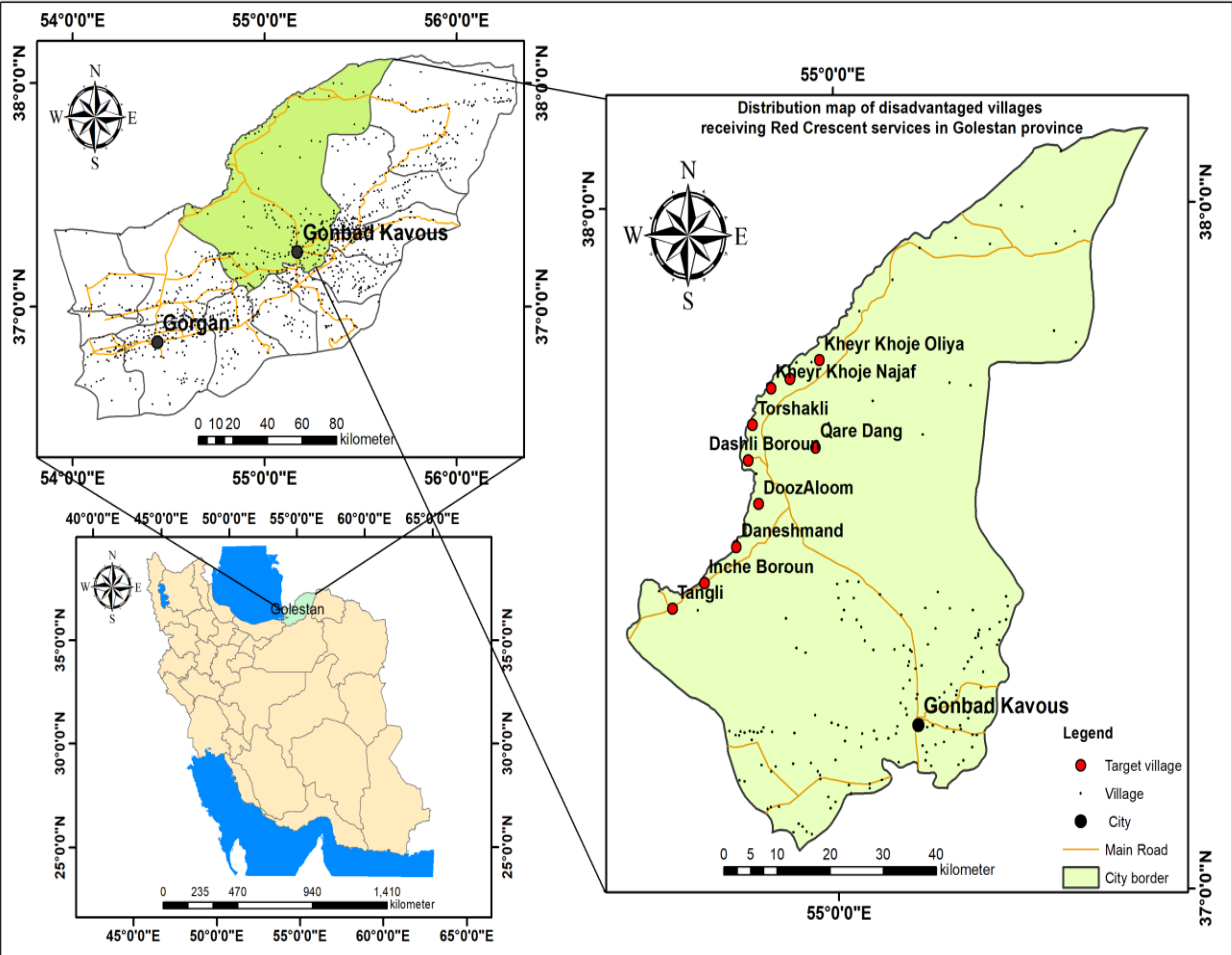 54°0'0"E 55°0'0"E 56°0'0"E
38°0'0"N
37°0'0"N
38°0'0"N
37°0'0"N
N
W E
S
Gonbad Kavous
Gorgan
0 10 20 40 60 80
kilometer
54°0'0"E 55°0'0"E 56°0'0"E
40°0'0"E 45°0'0"E 50°0'0"E 55°0'0"E 60°0'0"E 65°0'0"E
N
W E
S
Golestan
35°0'0"N
30°0'0"N
25°0'0"N
35°0'0"N
30°0'0"N
25°0'0"N
0 235 470 940 1,410
kilometer
45°0'0"E 50°0'0"E 55°0'0"E 60°0'0"E 65°0'0"E
55°0'0"E
Distribution map of disadvantaged villages
receiving Red Crescent services in Golestan province
N
W E
S
38°0'0"N
38°0'0"N
37°0'0"N
Kheyr Khoje Oliya
Kheyr Khoje Najaf
Torshakli
Qare Dang
Dashli Boroun
DoozAloom
Daneshmand
Inche Boroun
Tangli
Gonbad Kavous
Legend
Target village
Village
City
Main Road
City border
0 5 10 20 30 40
kilometer
55°0'0"E